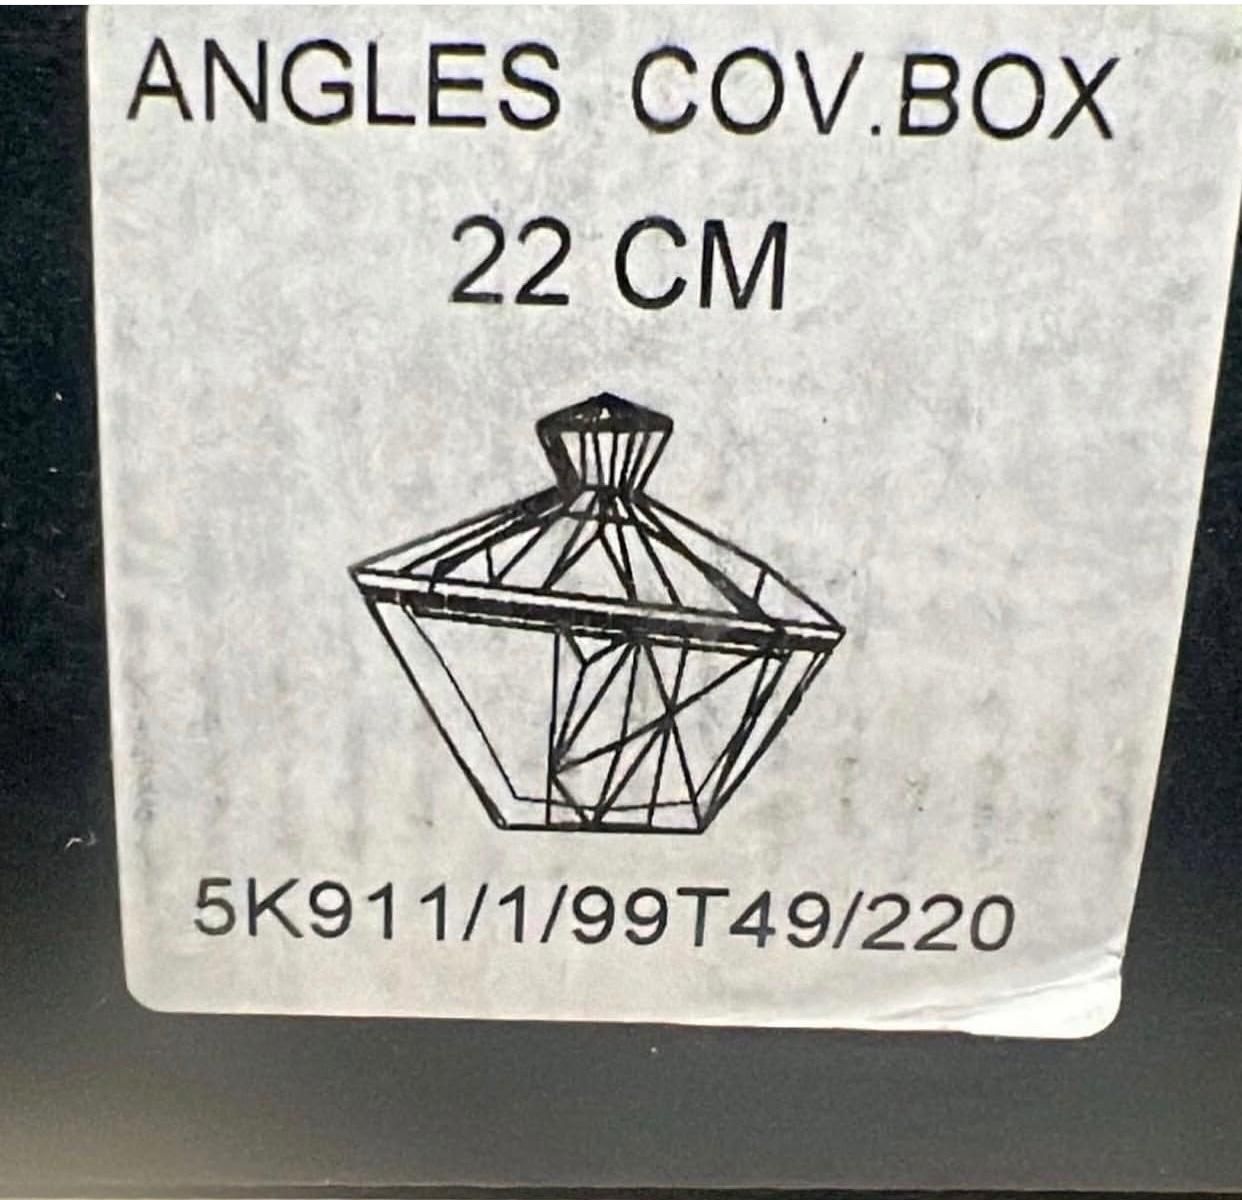 ANGLES COV.BOX
22 CM
5K911/1/99T49/220